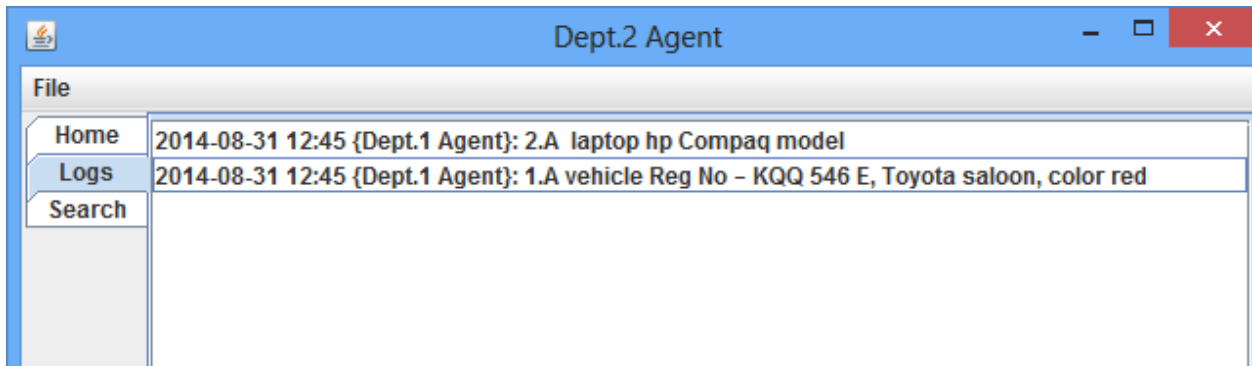 Dept.2 Agent
File
Home
Logs
Search
2014-08-31 12:45 {Dept.1 Agent}: 2.A  laptop hp Compaq model
2014-08-31 12:45 {Dept.1 Agent}: 1.A vehicle Reg No – KQQ 546 E, Toyota saloon, color red